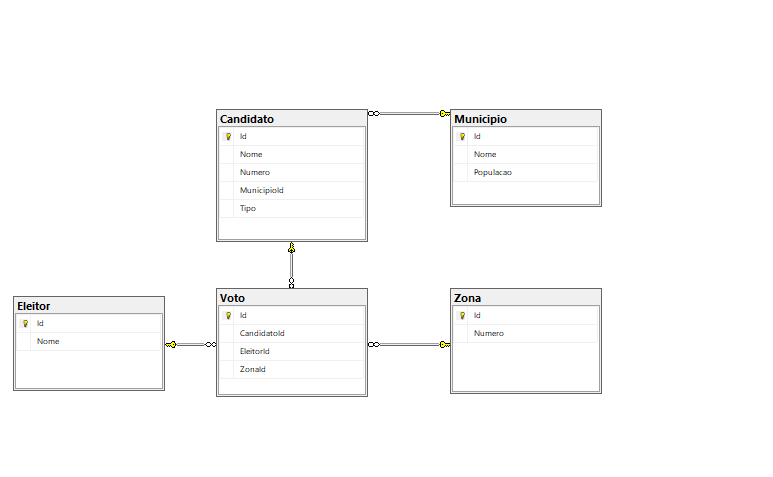 Candidato
Id
Nome
Numero
MunicipioId
Tipo
Municipio
Id
Nome
Populacao
Eleitor
Id
Nome
Voto
Id
CandidatoId
EleitorId
ZonaId
Zona
Id
Numero